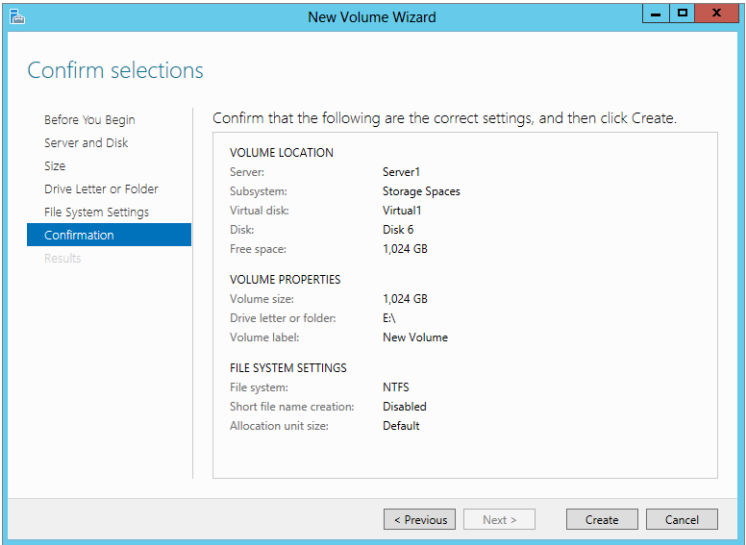 New Volume Wizard
Confirm selections
Before You Begin
Server and Disk
Size
Drive Letter or Folder
File System Settings
Confirmation
Results
Confirm that the following are the correct settings, and then click Create.
VOLUME LOCATION
Server: Server1
Subsystem: Storage Spaces
Virtual disk: Virtual1
Disk: Disk 6
Free space: 1,024 GB
VOLUME PROPERTIES
Volume size: 1,024 GB
Drive letter or folder: E:\
Volume label: New Volume
FILE SYSTEM SETTINGS
File system: NTFS
Short file name creation: Disabled
Allocation unit size: Default
< Previous Next > Create Cancel